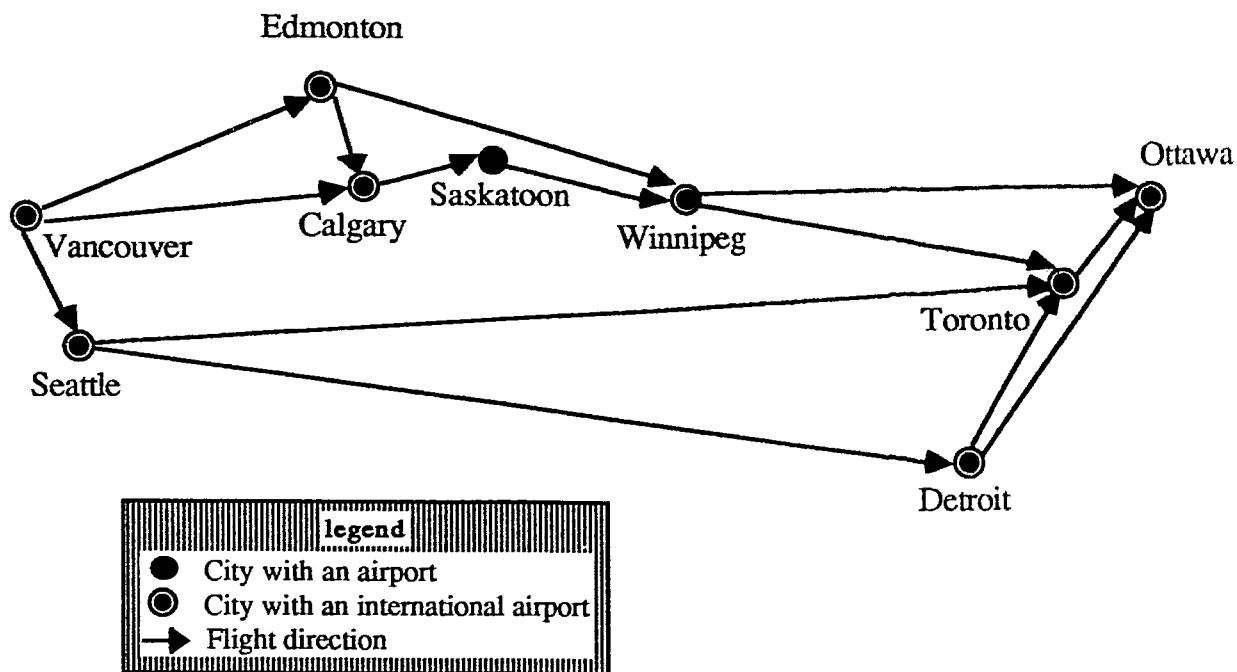 Edmonton
Ottawa
Saskatoon
Calgary
Winnipeg
Vancouver
Toronto
Seattle
Detroit
legend
City with an airport
City with an international airport
Flight direction